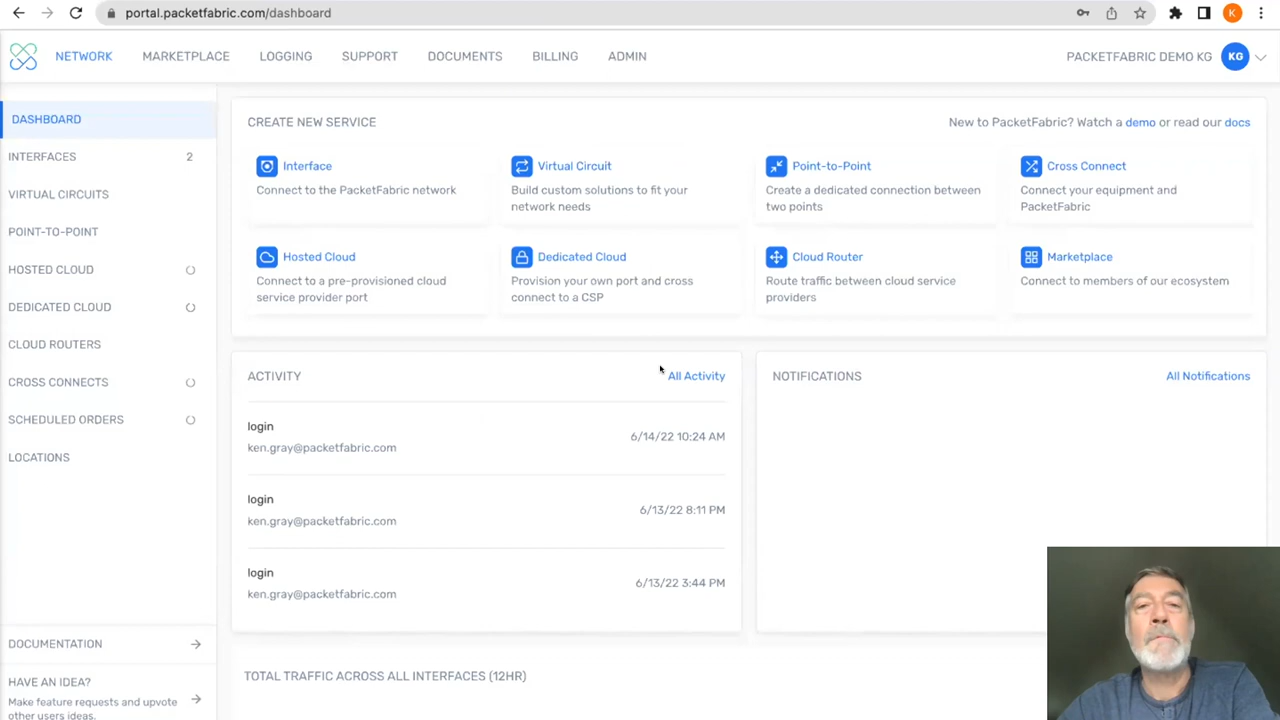 portal.packetfabric.com/dashboard
K
NETWORK
MARKETPLACE
LOGGING
SUPPORT
DOCUMENTS
BILLING
ADMIN
PACKETFABRIC DEMO KG
KG
DASHBOARD
INTERFACES 2
VIRTUAL CIRCUITS
POINT-TO-POINT
HOSTED CLOUD
DEDICATED CLOUD
CLOUD ROUTERS
CROSS CONNECTS
SCHEDULED ORDERS
LOCATIONS
DOCUMENTATION
HAVE AN IDEA?
Make feature requests and upvote
other users ideas.
CREATE NEW SERVICE
New to PacketFabric? Watch a demo or read our docs
Interface
Connect to the PacketFabric network
Virtual Circuit
Build custom solutions to fit your
network needs
Point-to-Point
Create a dedicated connection between
two points
Cross Connect
Connect your equipment and
PacketFabric
Hosted Cloud
Connect to a pre-provisioned cloud
service provider port
Dedicated Cloud
Provision your own port and cross
connect to a CSP
Cloud Router
Route traffic between cloud service
providers
Marketplace
Connect to members of our ecosystem
ACTIVITY
All Activity
login
ken.gray@packetfabric.com
6/14/22 10:24 AM
login
ken.gray@packetfabric.com
6/13/22 8:11 PM
login
ken.gray@packetfabric.com
6/13/22 3:44 PM
NOTIFICATIONS
All Notifications
TOTAL TRAFFIC ACROSS ALL INTERFACES (12HR)